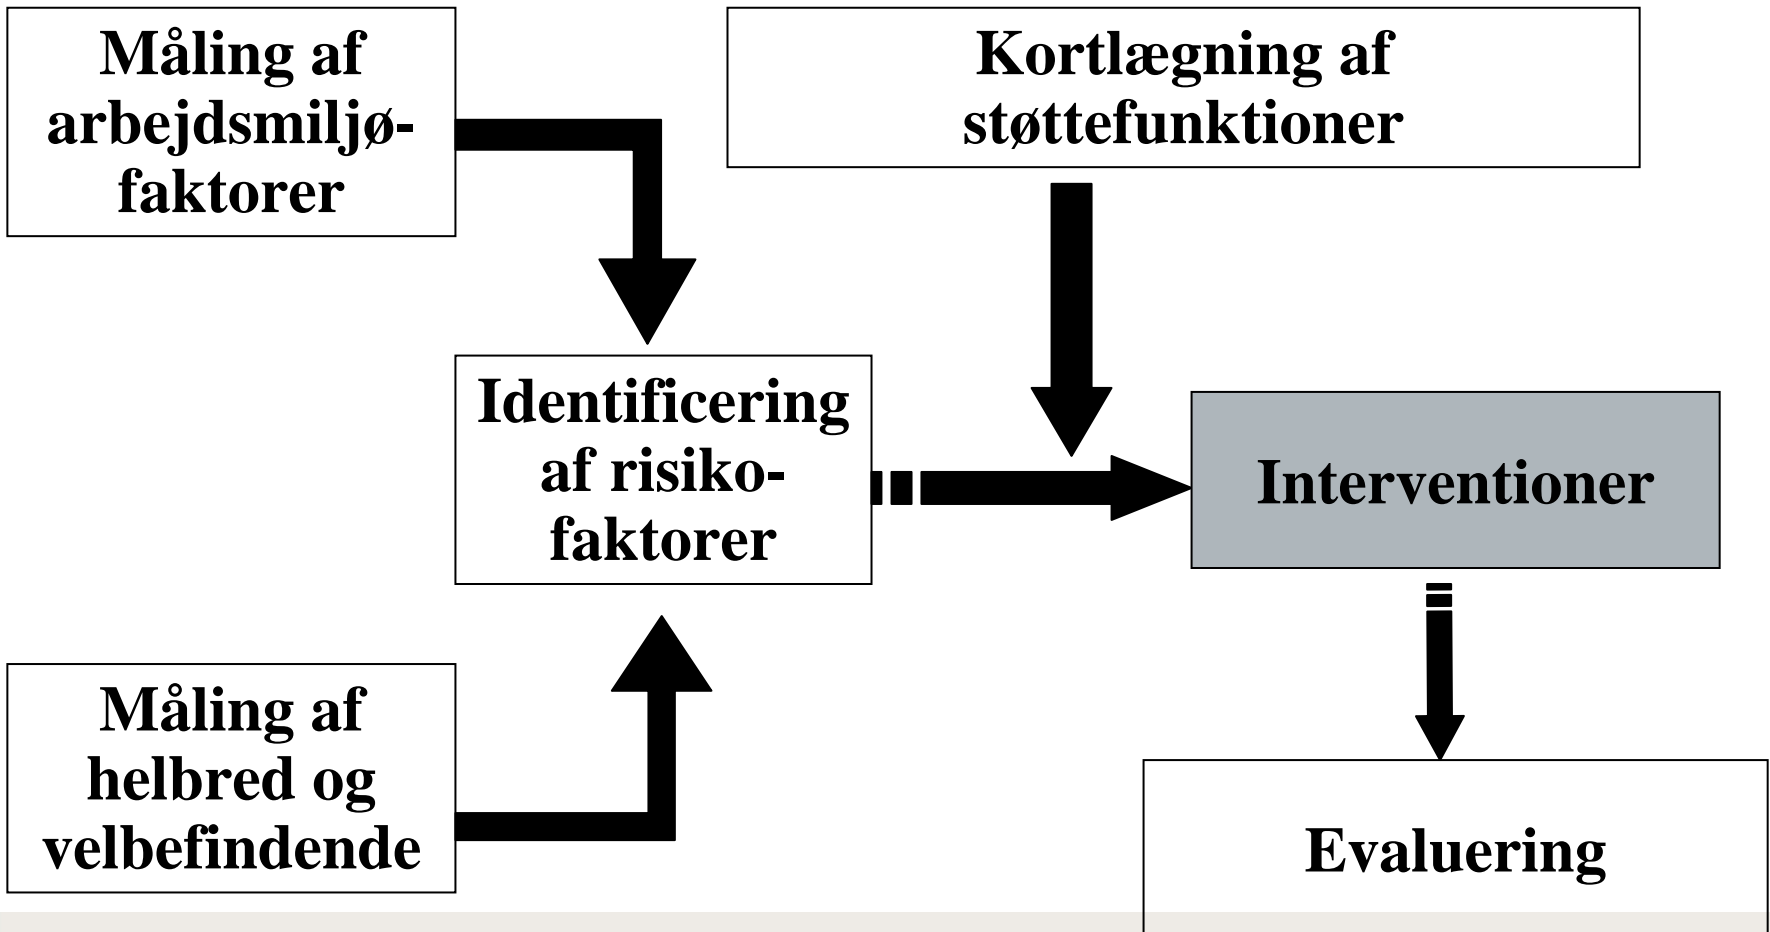 Måling af
arbejdsmiljø-
faktorer
Kortlægning af
støttefunktioner
Identificering
af risiko-
faktorer
Interventioner
Måling af
helbred og
velbefindende
Evaluering